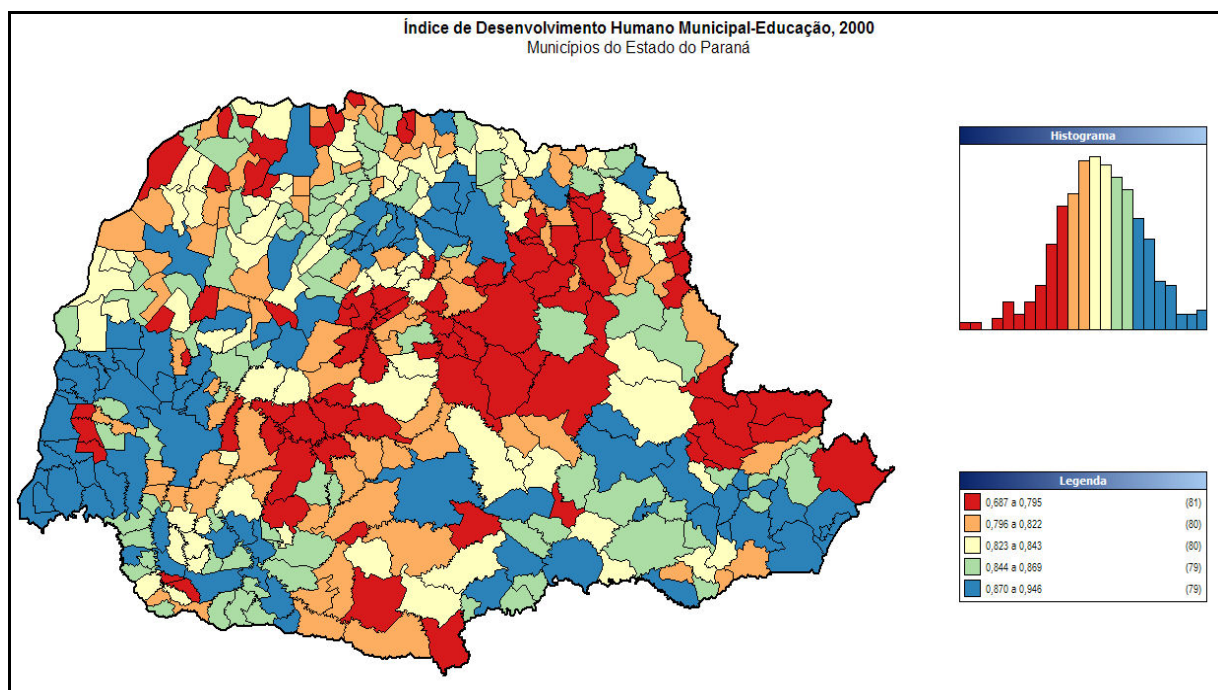 Índice de Desenvolvimento Humano Municipal-Educação, 2000
Municípios do Estado do Paraná
Histograma
Legenda
0,687 a 0,795 (81)
0,796 a 0,822 (80)
0,823 a 0,843 (80)
0,844 a 0,869 (79)
0,870 a 0,946 (79)